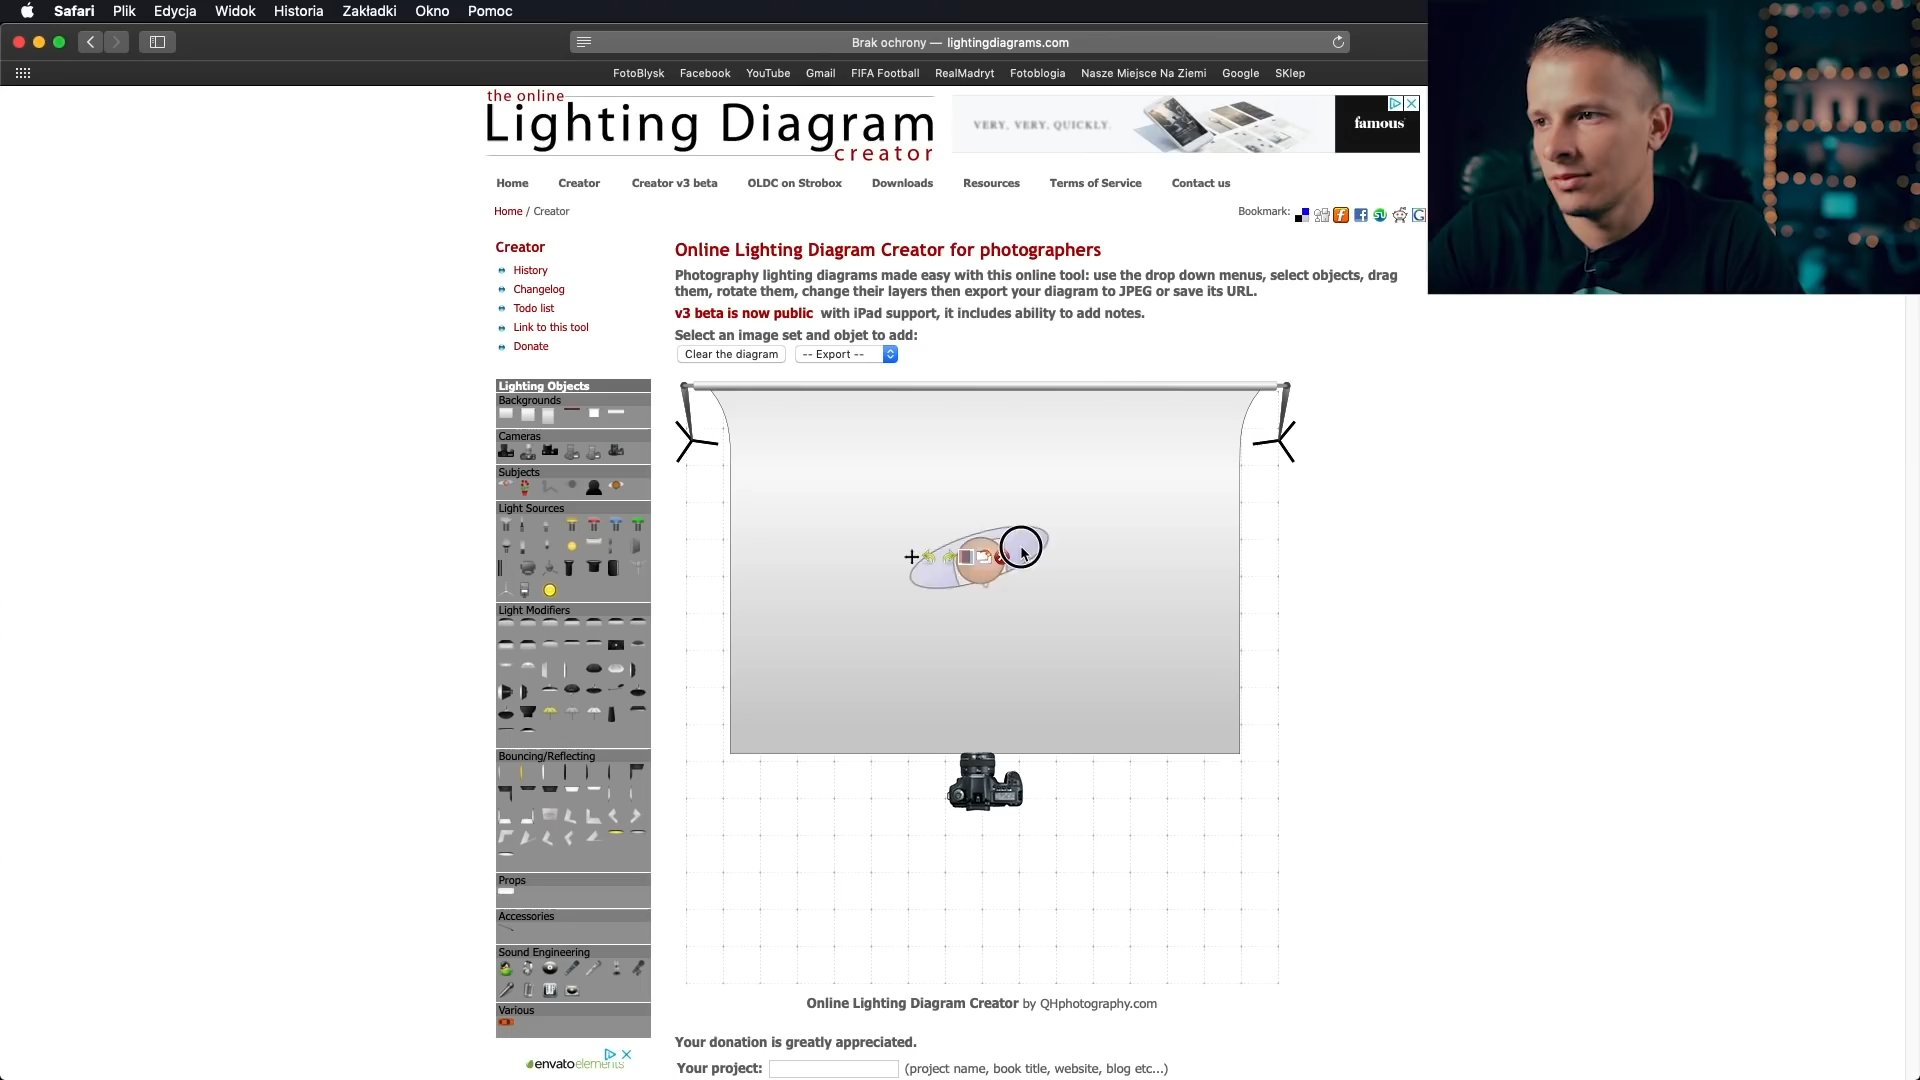 Safari Plik Edycja Widok Historia Zakładki Okno Pomoc
Brak ochrony — lightingdiagrams.com
FotoBlysk Facebook YouTube Gmail FIFA Football RealMadryt Fotoblogia Nasze Miejsce Na Ziemi Google SKlep
the online
Lighting Diagram
creator
VERY, VERY, QUICKLY.
famous
Home Creator Creator v3 beta OLDC on Strobox Downloads Resources Terms of Service Contact us
Home / Creator
Bookmark:
Creator
History
Changelog
Todo list
Link to this tool
Donate
Online Lighting Diagram Creator for photographers
Photography lighting diagrams made easy with this online tool: use the drop down menus, select objects, drag
them, rotate them, change their layers then export your diagram to JPEG or save its URL.
v3 beta is now public with iPad support, it includes ability to add notes.
Select an image set and objet to add:
Clear the diagram -- Export --
Lighting Objects
Backgrounds
Cameras
Subjects
Light Sources
Light Modifiers
Bouncing/Reflecting
Props
Accessories
Sound Engineering
Various
envatoelements
Online Lighting Diagram Creator by QHphotography.com
Your donation is greatly appreciated.
Your project: (project name, book title, website, blog etc...)